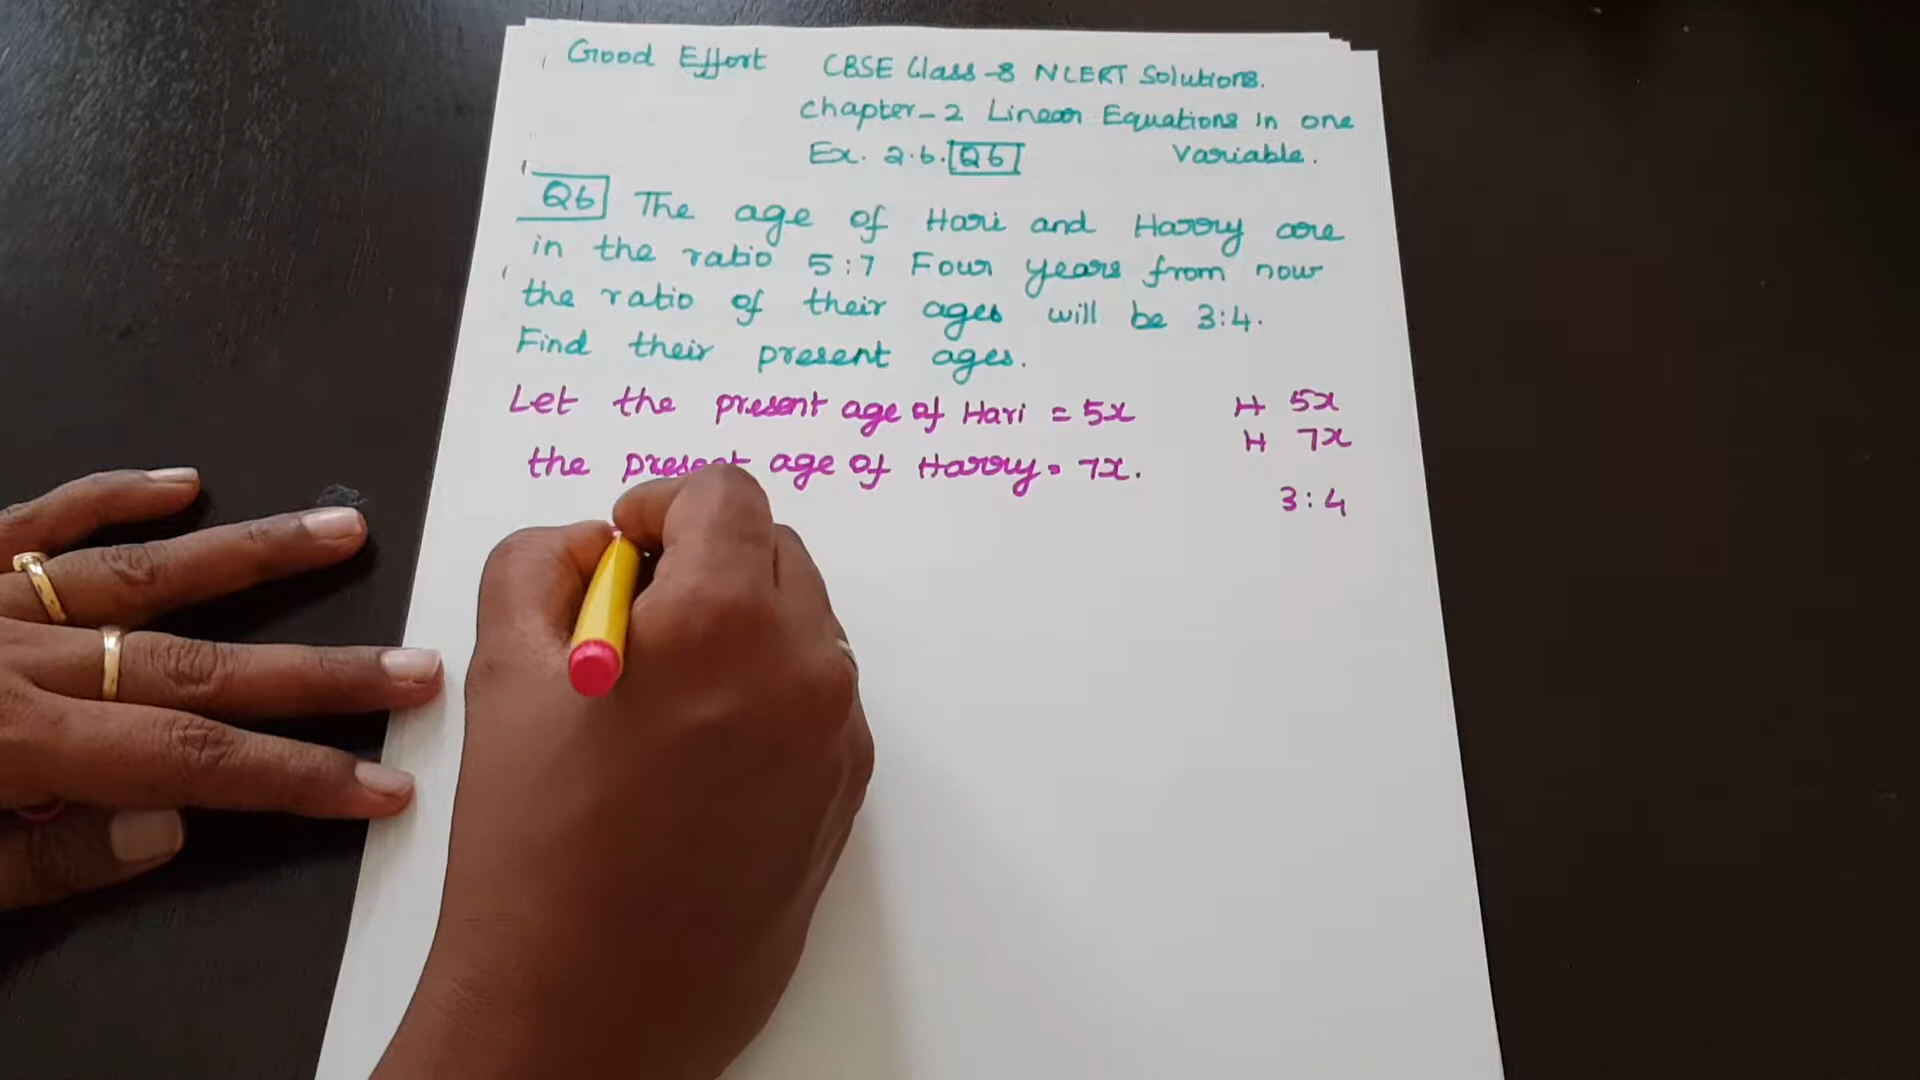 Good Effort CBSE Class-8 NCERT Solutions.
Chapter-2 Linear Equations in one
Ex. 2.6. Q6 Variable.
Q6 The age of Hari and Harry are
in the ratio 5:7 Four years from now
the ratio of their ages will be 3:4.
Find their present ages.
Let the present age of Hari = 5x
H 5x
H 7x
the present age of Harry = 7x.
3:4